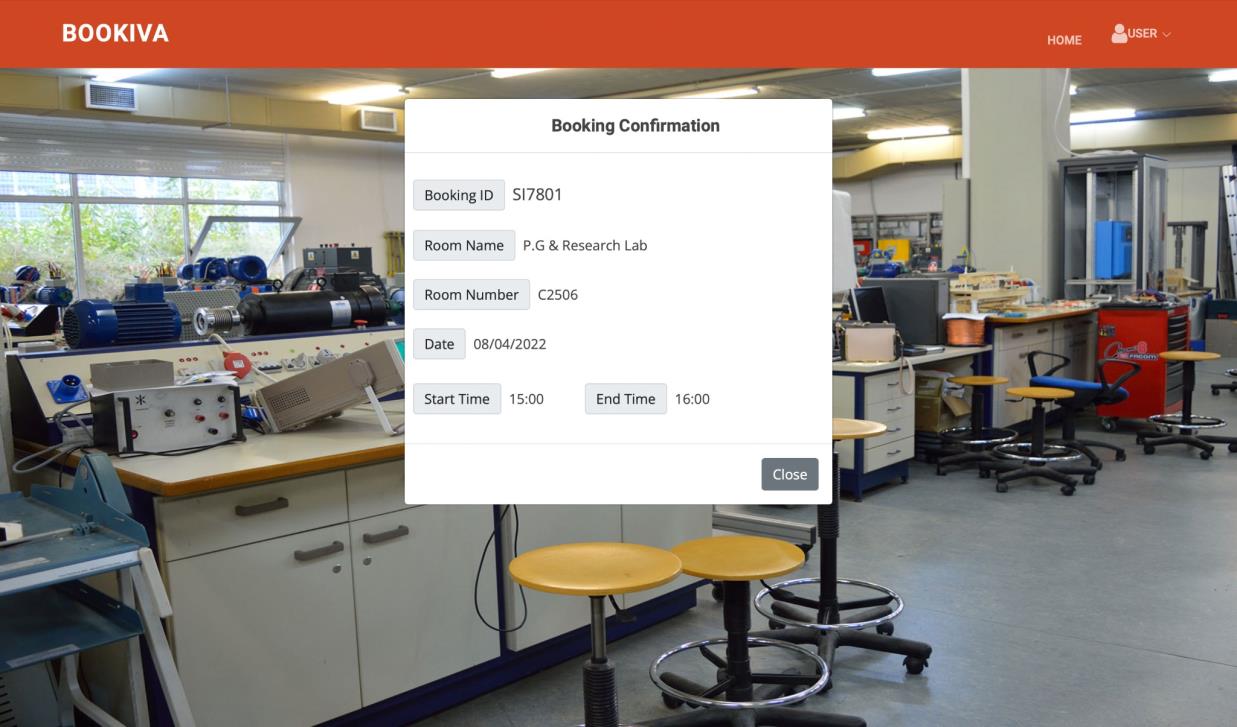 BOOKIVA
HOME
USER
Booking Confirmation
Booking ID SI7801
Room Name P.G & Research Lab
Room Number C2506
Date 08/04/2022
Start Time 15:00 End Time 16:00
Close
FACOM